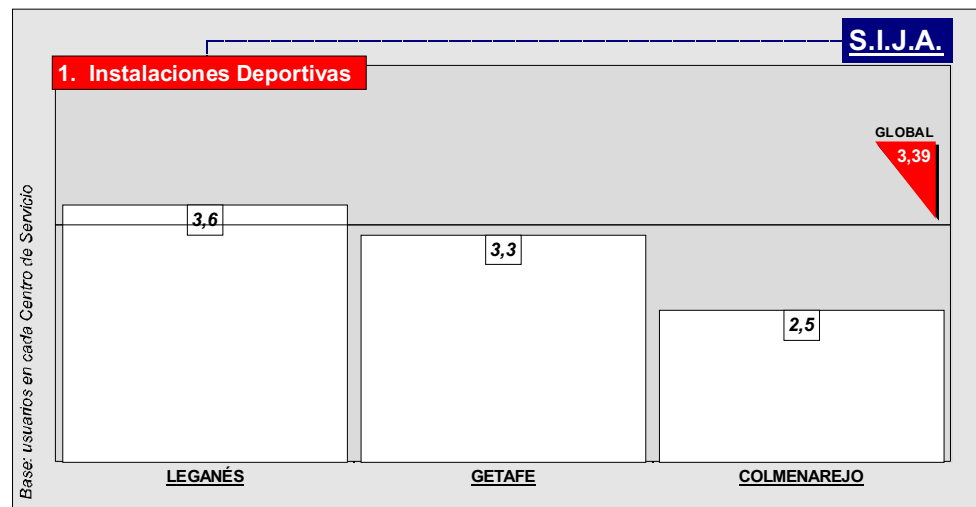 S.I.J.A.
1. Instalaciones Deportivas
GLOBAL
3,39
3,6
3,3
2,5
Base: usuarios en cada Centro de Servicio
LEGANÉS
GETAFE
COLMENAREJO